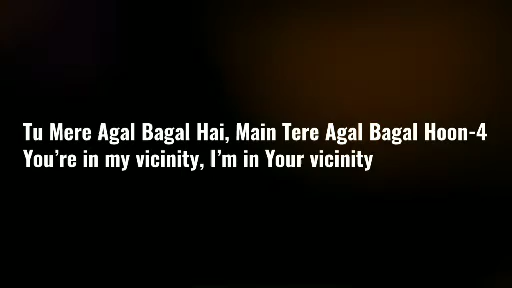 Tu Mere Agal Bagal Hai, Main Tere Agal Bagal Hoon-4
You're in my vicinity, I'm in Your vicinity